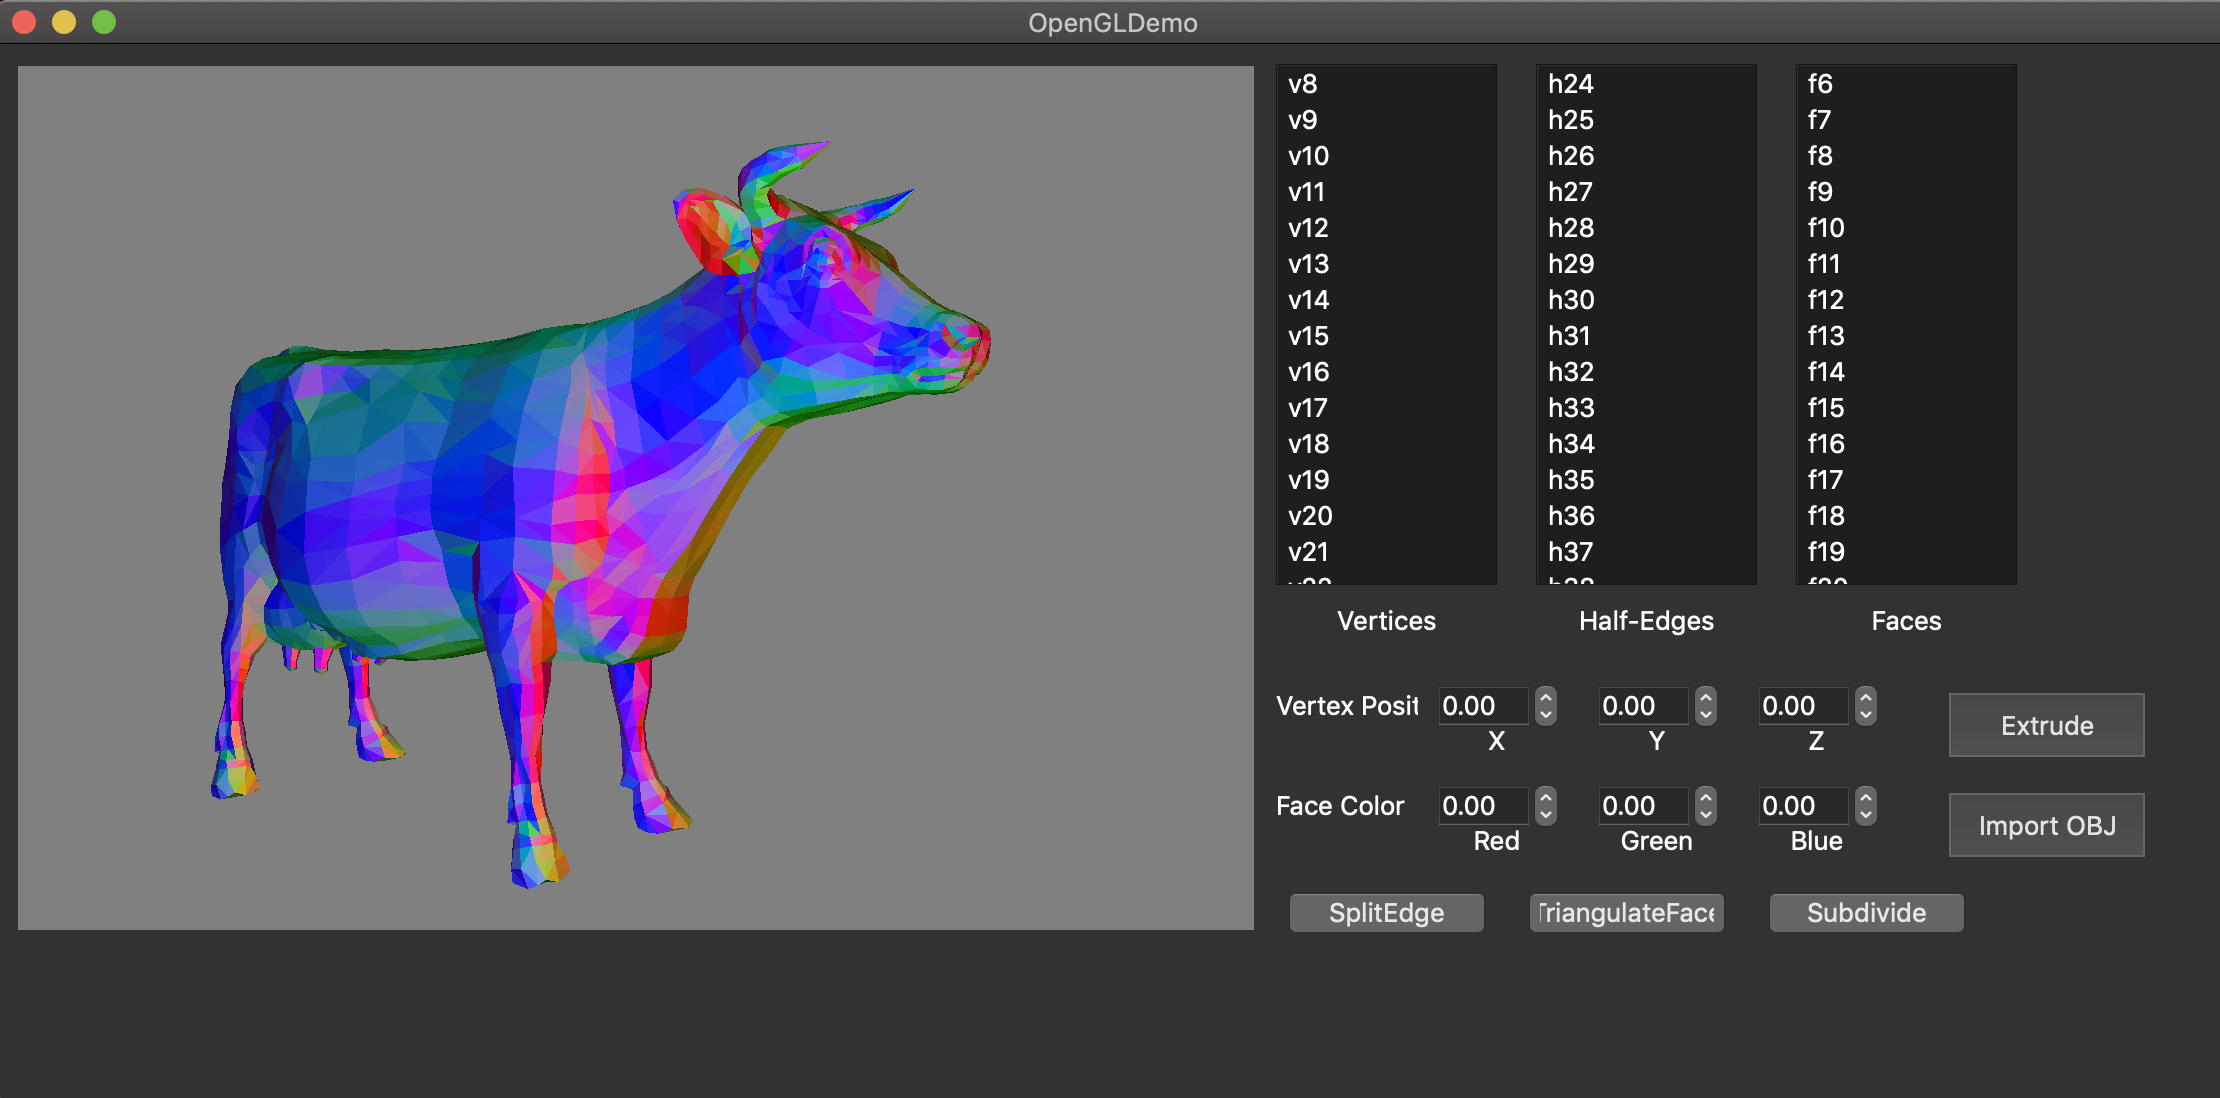 OpenGLDemo
v8
v9
v10
v11
v12
v13
v14
v15
v16
v17
v18
v19
v20
v21
h24
h25
h26
h27
h28
h29
h30
h31
h32
h33
h34
h35
h36
h37
f6
f7
f8
f9
f10
f11
f12
f13
f14
f15
f16
f17
f18
f19
Vertices Half-Edges Faces
Vertex Posit 0.00 0.00 0.00
X Y Z
Extrude
Face Color 0.00 0.00 0.00
Red Green Blue
Import OBJ
SplitEdge TriangulateFace Subdivide